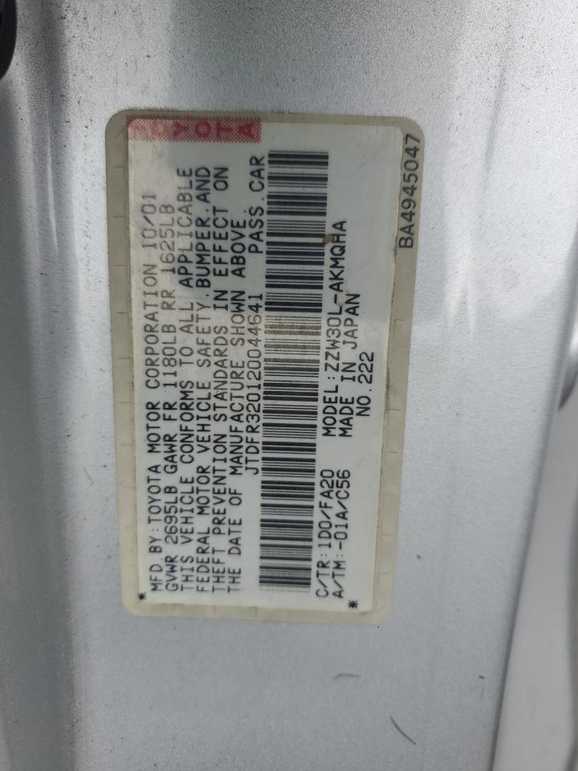 TOYOTA
MFD BY:TOYOTA MOTOR CORPORATION 10/01
GVWR 2695LB GAWR FR 1180LB RR 1625LB
THIS VEHICLE CONFORMS TO ALL APPLICABLE
FEDERAL MOTOR VEHICLE SAFETY,BUMPER,AND
THEFT PREVENTION STANDARDS IN EFFECT ON
THE DATE OF MANUFACTURE SHOWN ABOVE.
JTDFR320120044641 PASS.CAR
C/TR:1D0/FA20 MODEL:ZZW30L-AKMQHA
A/TM:-01A/C56 MADE IN JAPAN
NO.222
BA4945047